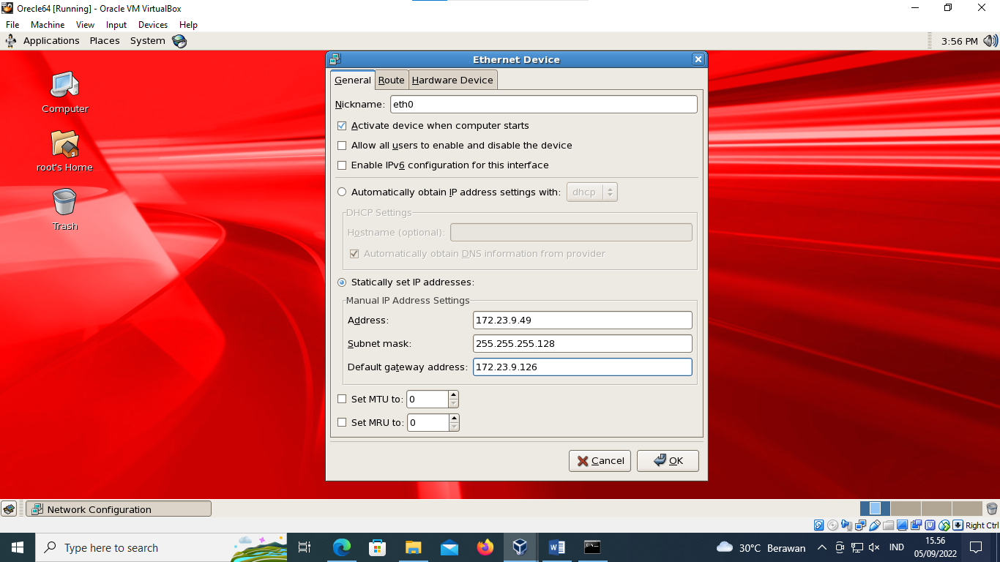 Orecle64 [Running] - Oracle VM VirtualBox
File Machine View Input Devices Help
Applications Places System 3:56 PM
Computer
root's Home
Trash
Ethernet Device
General Route Hardware Device
Nickname: eth0
Activate device when computer starts
Allow all users to enable and disable the device
Enable IPv6 configuration for this interface
Automatically obtain IP address settings with: dhcp
DHCP Settings
Hostname (optional):
Automatically obtain DNS information from provider
Statically set IP addresses:
Manual IP Address Settings
Address: 172.23.9.49
Subnet mask: 255.255.255.128
Default gateway address: 172.23.9.126
Set MTU to: 0
Set MRU to: 0
Cancel OK
Network Configuration
Right Ctrl
Type here to search 30°C Berawan IND 15.56
05/09/2022